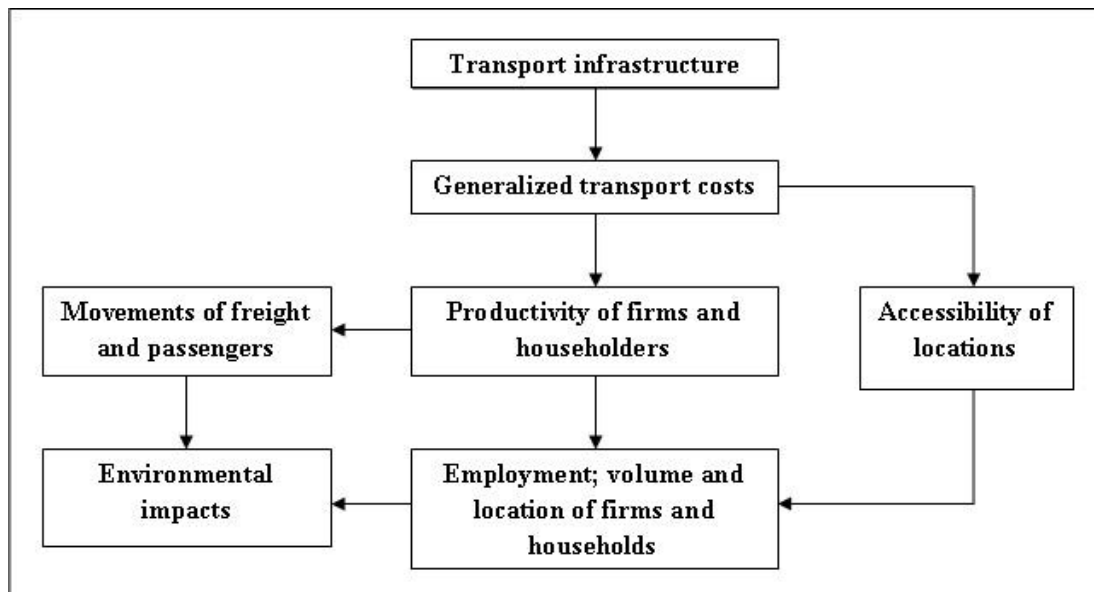 Transport infrastructure
Generalized transport costs
Movements of freight
and passengers
Productivity of firms and
householders
Accessibility of
locations
Environmental
impacts
Employment; volume and
location of firms and
households